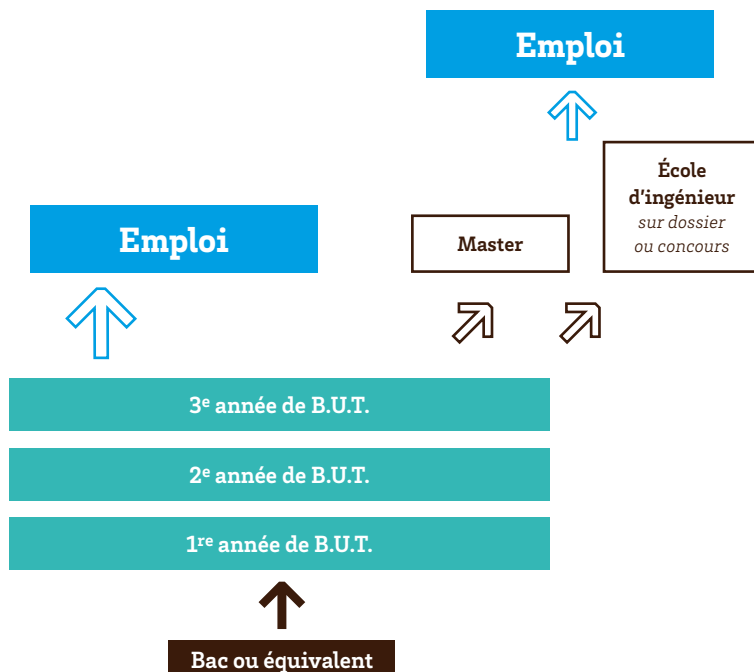 Emploi
École
d'ingénieur
sur dossier
ou concours
Emploi
Master
3e année de B.U.T.
2e année de B.U.T.
1re année de B.U.T.
Bac ou équivalent